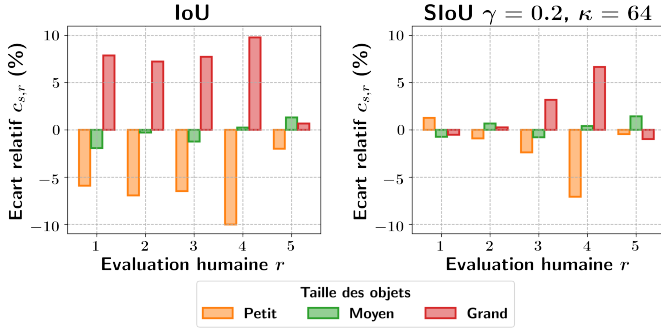 IoU
SIoU γ = 0.2, κ = 64
Ecart relatif c_{s,r} (%)
10
5
0
−5
−10
1 2 3 4 5
Evaluation humaine r
Ecart relatif c_{s,r} (%)
10
5
0
−5
−10
1 2 3 4 5
Evaluation humaine r
Taille des objets
Petit Moyen Grand